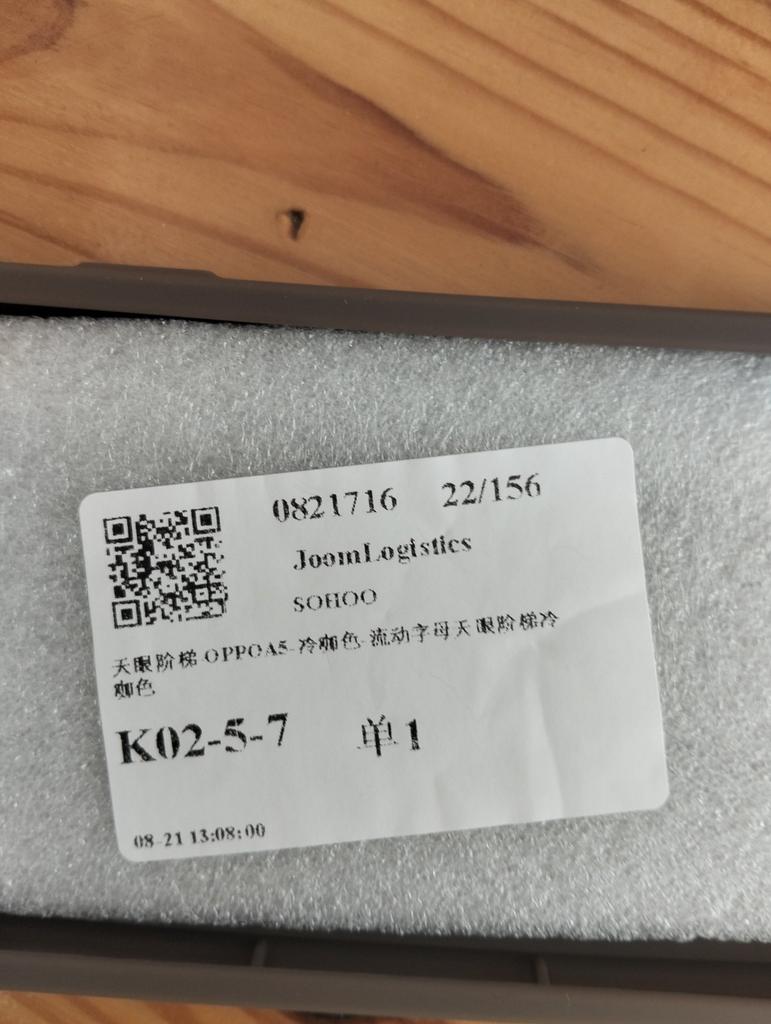 0821716 22/156
JoomLogistics
SOHOO
天眼阶梯-OPPOA5-冷咖色-流动字母天眼阶梯冷
咖色
K02-5-7 单1
08-21 13:08:00